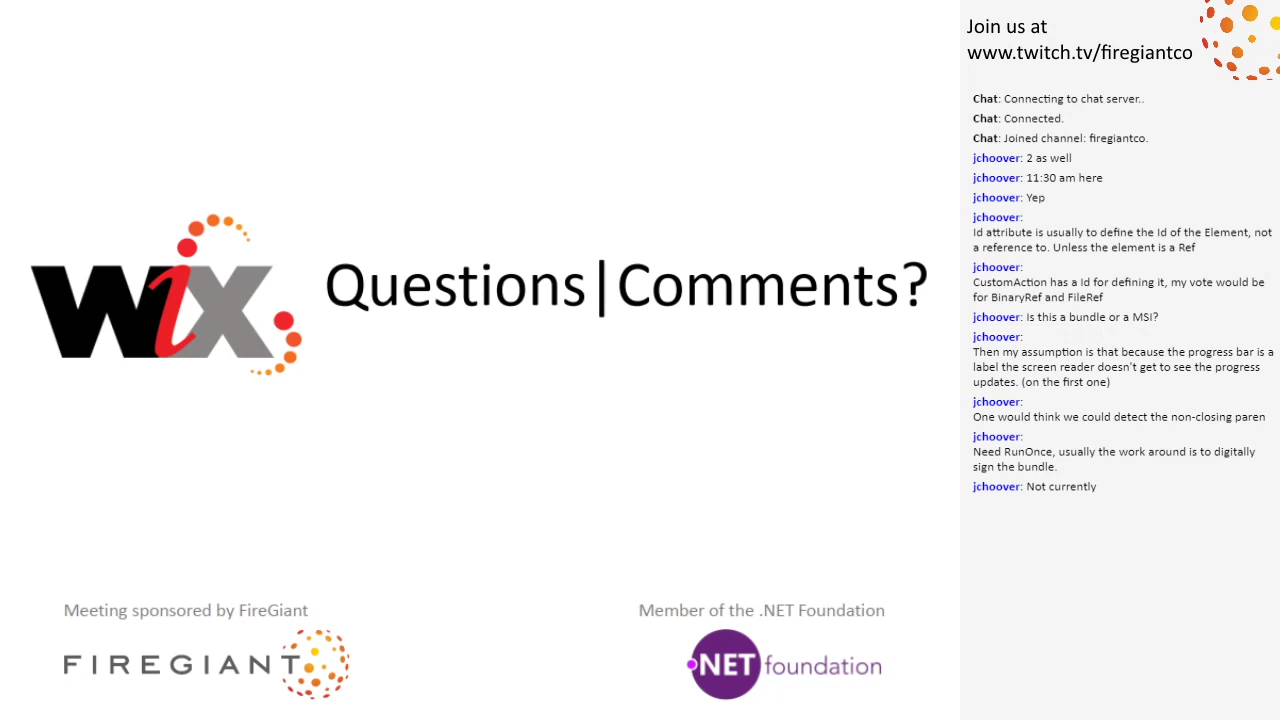 WiX
Questions|Comments?
Meeting sponsored by FireGiant
FIREGIANT
Member of the .NET Foundation
.NET foundation
Join us at
www.twitch.tv/firegiantco
Chat: Connecting to chat server..
Chat: Connected.
Chat: Joined channel: firegiantco.
jchoover: 2 as well
jchoover: 11:30 am here
jchoover: Yep
jchoover:
Id attribute is usually to define the Id of the Element, not
a reference to. Unless the element is a Ref
jchoover:
CustomAction has a Id for defining it, my vote would be
for BinaryRef and FileRef
jchoover: Is this a bundle or a MSI?
jchoover:
Then my assumption is that because the progress bar is a
label the screen reader doesn't get to see the progress
updates. (on the first one)
jchoover:
One would think we could detect the non-closing paren
jchoover:
Need RunOnce, usually the work around is to digitally
sign the bundle.
jchoover: Not currently